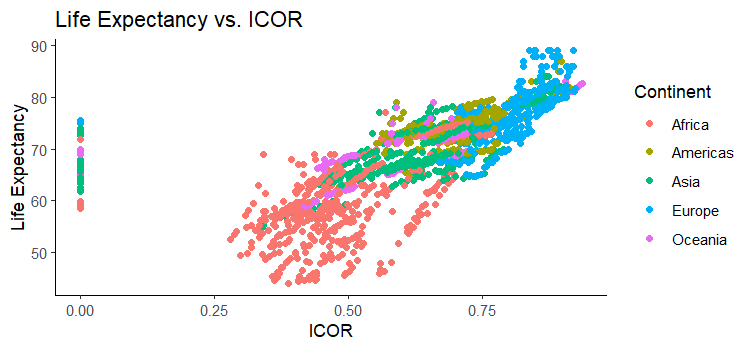 Life Expectancy vs. ICOR
90
80
70
60
50
Life Expectancy
0.00 0.25 0.50 0.75
ICOR
Continent
Africa
Americas
Asia
Europe
Oceania